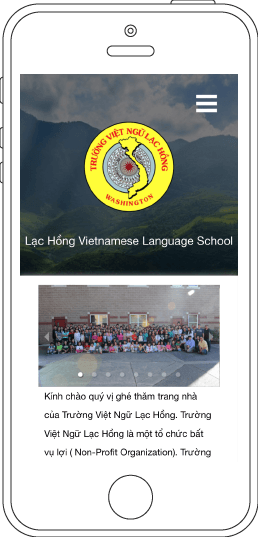 TRƯỜNG VIỆT NGỮ LẠC HỒNG
WASHINGTON
Lạc Hồng Vietnamese Language School
Kính chào quý vị ghé thăm trang nhà
của Trường Việt Ngữ Lạc Hồng. Trường
Việt Ngữ Lạc Hồng là một tổ chức bất
vụ lợi ( Non-Profit Organization). Trường